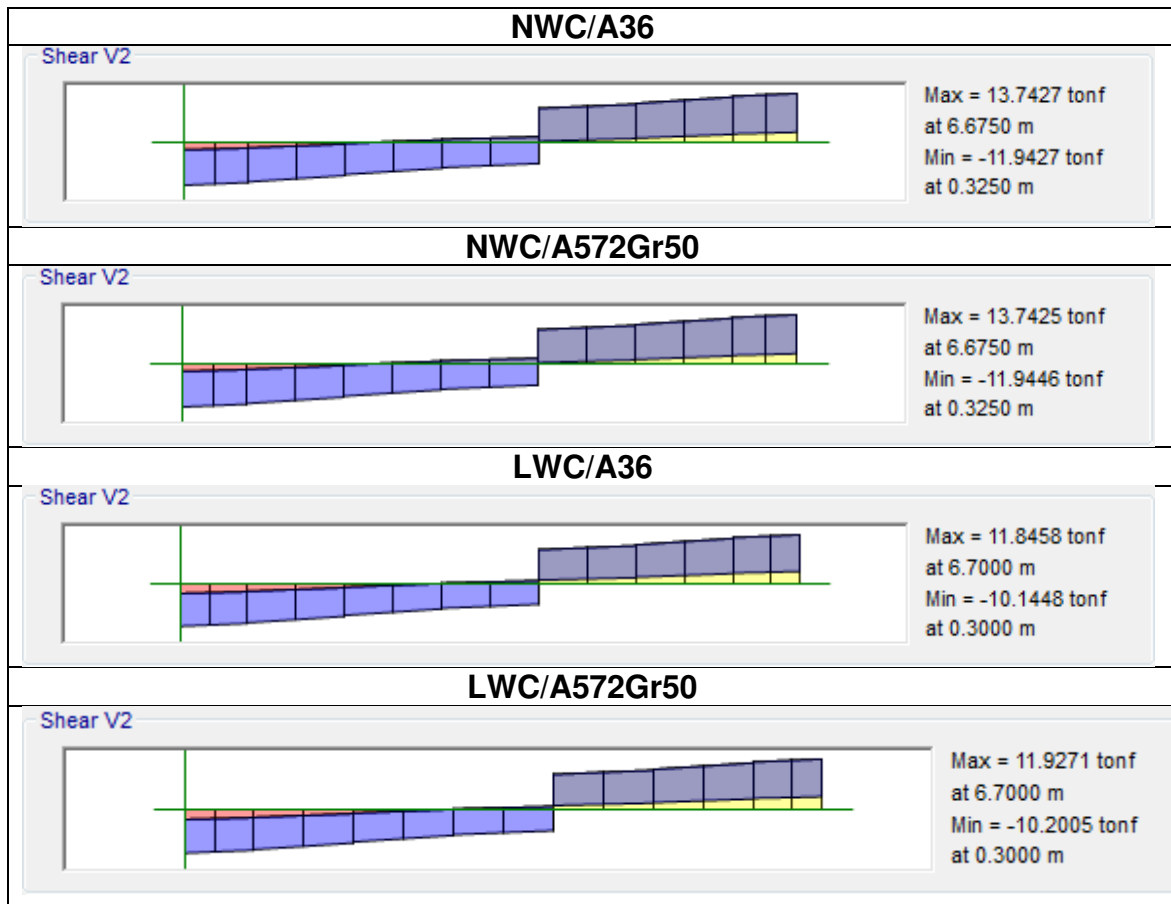 NWC/A36
Shear V2
Max = 13.7427 tonf
at 6.6750 m
Min = -11.9427 tonf
at 0.3250 m
NWC/A572Gr50
Shear V2
Max = 13.7425 tonf
at 6.6750 m
Min = -11.9446 tonf
at 0.3250 m
LWC/A36
Shear V2
Max = 11.8458 tonf
at 6.7000 m
Min = -10.1448 tonf
at 0.3000 m
LWC/A572Gr50
Shear V2
Max = 11.9271 tonf
at 6.7000 m
Min = -10.2005 tonf
at 0.3000 m